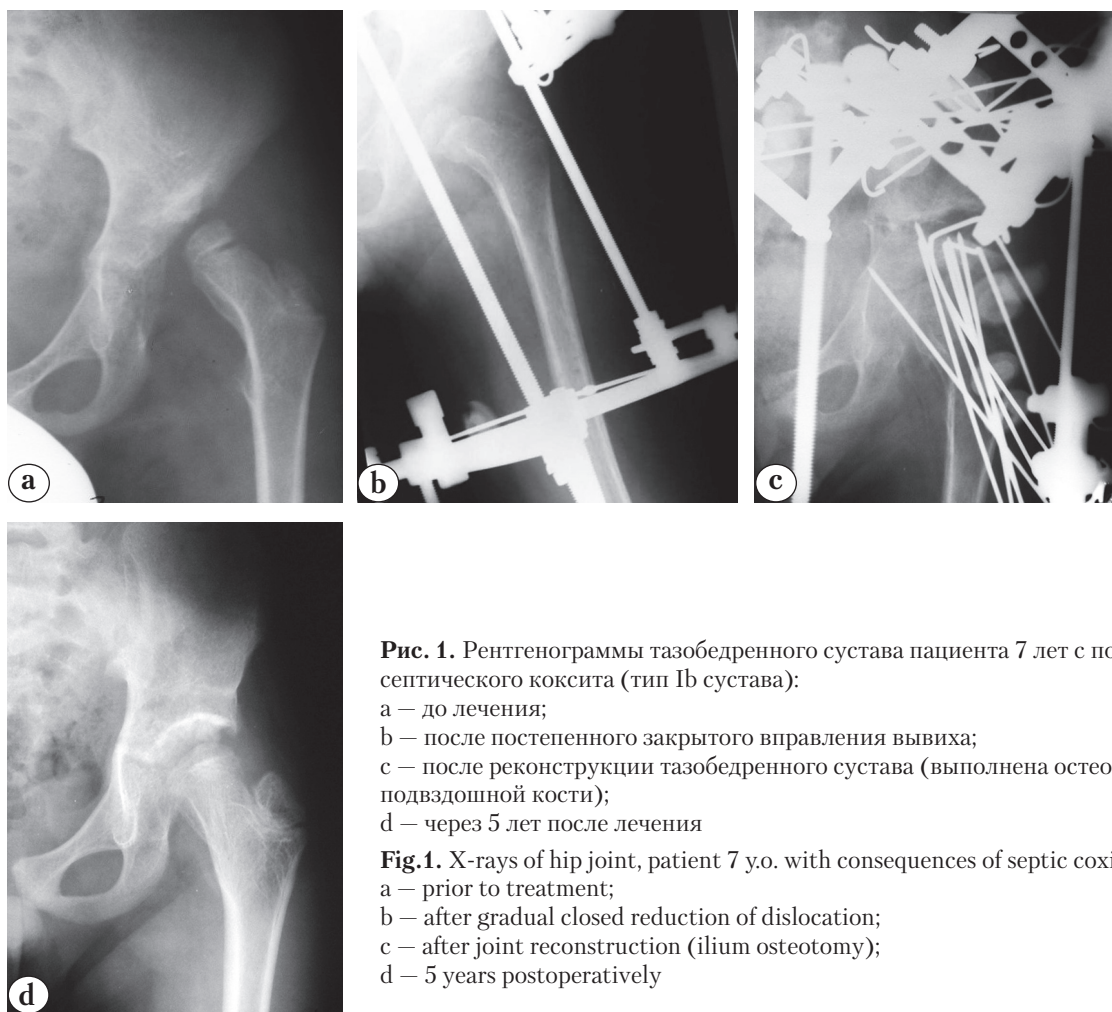 a
b
c
d
Рис. 1. Рентгенограммы тазобедренного сустава пациента 7 лет с
септического коксита (тип Ib сустава):
а — до лечения;
b — после постепенного закрытого вправления вывиха;
с — после реконструкции тазобедренного сустава (выполнена
подвздошной кости);
d — через 5 лет после лечения
Fig.1. X-rays of hip joint, patient 7 y.o. with consequences of septic
a — prior to treatment;
b — after gradual closed reduction of dislocation;
c — after joint reconstruction (ilium osteotomy);
d — 5 years postoperatively